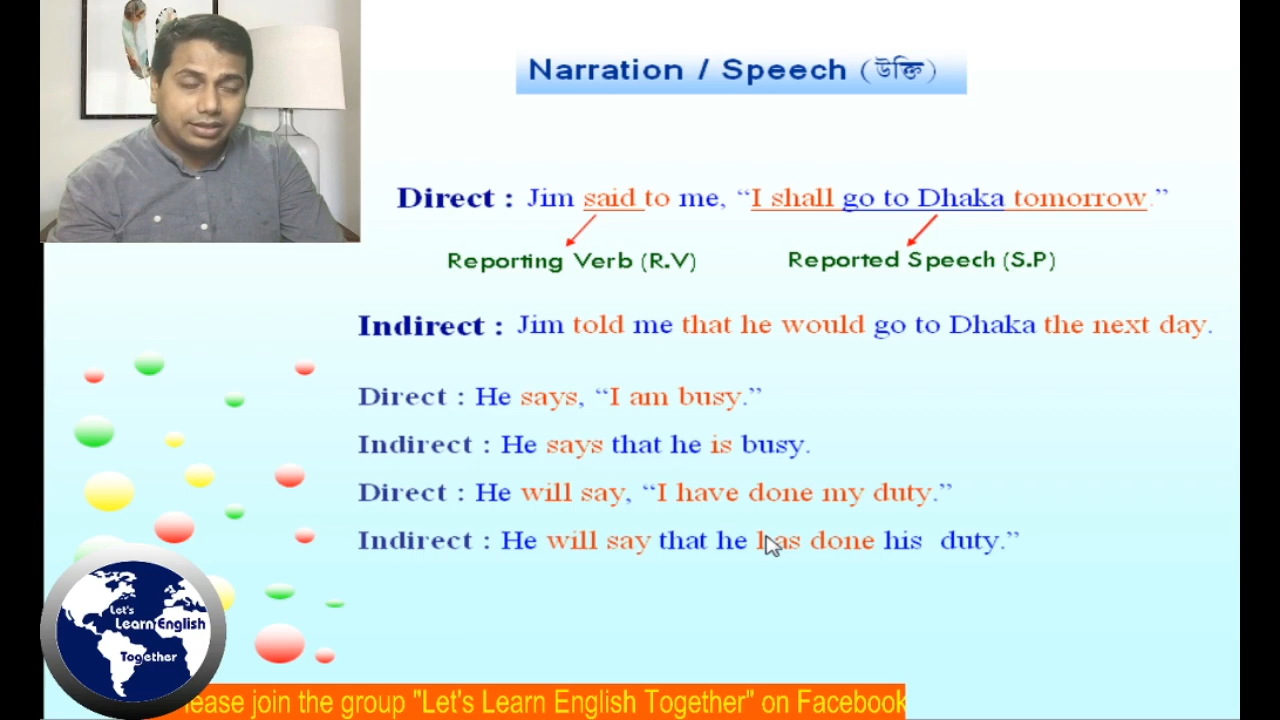 Narration / Speech (উক্তি)
Direct : Jim said to me, “I shall go to Dhaka tomorrow.”
Reporting Verb (R.V) Reported Speech (S.P)
Indirect : Jim told me that he would go to Dhaka the next day.
Direct : He says, “I am busy.”
Indirect : He says that he is busy.
Direct : He will say, “I have done my duty.”
Indirect : He will say that he has done his duty.”
Let's
Learn English
Together
lease join the group "Let's Learn English Together" on Facebook